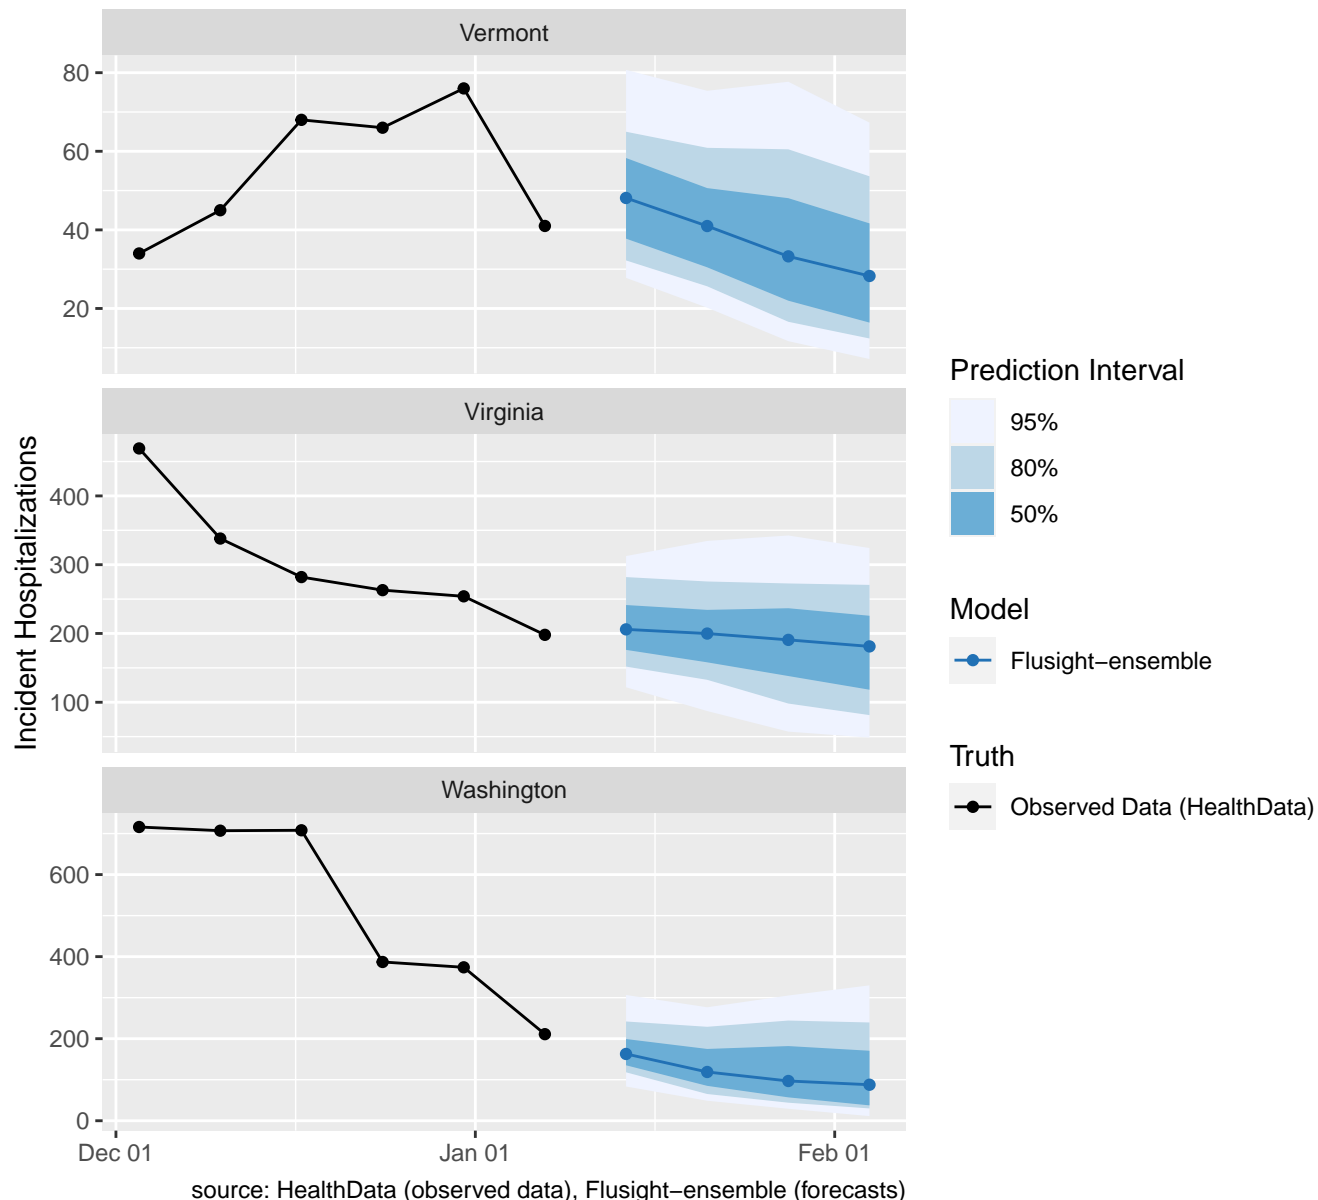 Vermont
80
60
40
20
Virginia
400
300
200
100
Washington
600
400
200
0
Dec 01
Jan 01
Feb 01
Incident Hospitalizations
source: HealthData (observed data), Flusight−ensemble (forecasts)
Prediction Interval
95%
80%
50%
Model
Flusight−ensemble
Truth
Observed Data (HealthData)